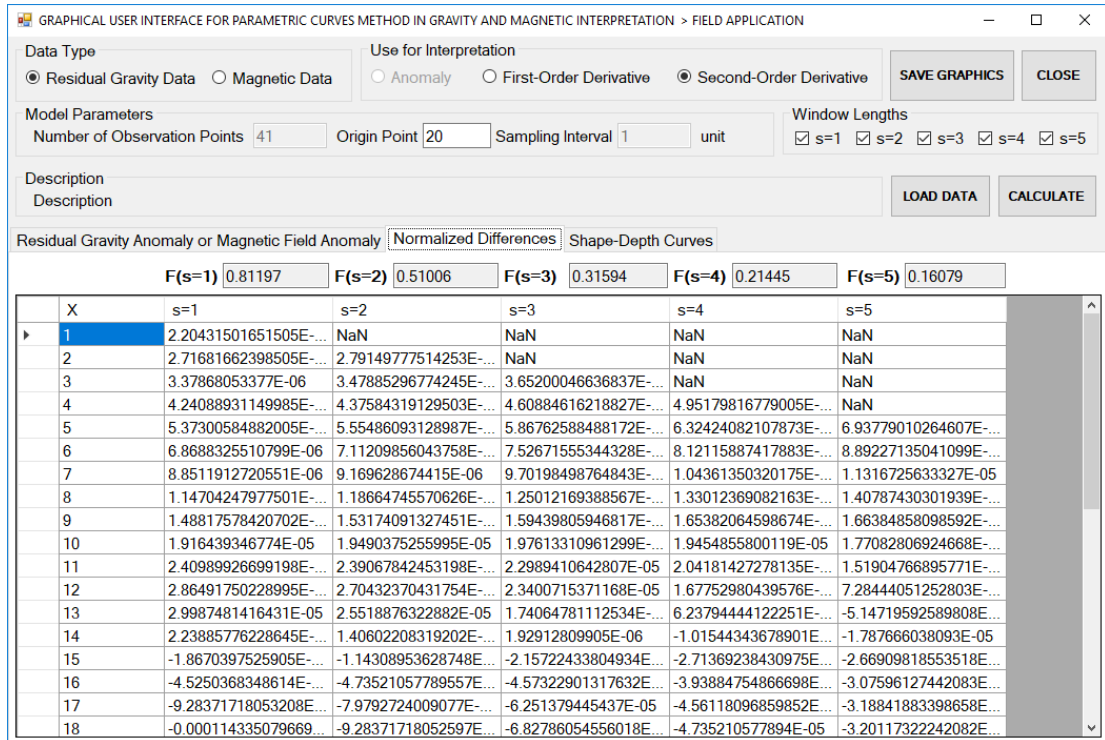 GRAPHICAL USER INTERFACE FOR PARAMETRIC CURVES METHOD IN GRAVITY AND MAGNETIC INTERPRETATION > FIELD APPLICATION
Data Type
Use for Interpretation
Residual Gravity Data Magnetic Data
Anomaly First-Order Derivative Second-Order Derivative
SAVE GRAPHICS CLOSE
Model Parameters
Window Lengths
Number of Observation Points 41 Origin Point 20 Sampling Interval 1 unit
s=1 s=2 s=3 s=4 s=5
Description
Description
LOAD DATA CALCULATE
Residual Gravity Anomaly or Magnetic Field Anomaly Normalized Differences Shape-Depth Curves
F(s=1) 0.81197 F(s=2) 0.51006 F(s=3) 0.31594 F(s=4) 0.21445 F(s=5) 0.16079
X s=1 s=2 s=3 s=4 s=5
1 2.20431501651505E-... NaN NaN NaN NaN
2 2.71681662398505E-... 2.79149777514253E-... NaN NaN NaN
3 3.37868053377E-06 3.47885296774245E-... 3.65200046636837E-... NaN NaN
4 4.24088931149985E-... 4.37584319129503E-... 4.60884616218827E-... 4.95179816779005E-... NaN
5 5.37300584882005E-... 5.55486093128987E-... 5.86762588488172E-... 6.32424082107873E-... 6.93779010264607E-...
6 6.8688325510799E-06 7.11209856043758E-... 7.52671555344328E-... 8.12115887417883E-... 8.89227135041099E-...
7 8.8511912720551E-06 9.169628674415E-06 9.70198498764843E-... 1.04361350320175E-... 1.1316725633327E-05
8 1.14704247977501E-... 1.18664745570626E-... 1.25012169388567E-... 1.33012369082163E-... 1.40787430301939E-...
9 1.48817578420702E-... 1.53174091327451E-... 1.59439805946817E-... 1.65382064598674E-... 1.66384858098592E-...
10 1.916439346774E-05 1.9490375255995E-05 1.97613310961299E-... 1.9454855800119E-05 1.77082806924668E-...
11 2.40989926699198E-... 2.39067842453198E-... 2.2989410642807E-05 2.04181427278135E-... 1.51904766895771E-...
12 2.86491750228995E-... 2.70432370431754E-... 2.3400715371168E-05 1.67752980439576E-... 7.28444051252803E-...
13 2.9987481416431E-05 2.5518876322882E-05 1.74064781112534E-... 6.23794444122251E-... -5.14719592589808E...
14 2.23885776228645E-... 1.40602208319202E-... 1.92912809905E-06 -1.01544343678901E... -1.787666038093E-05
15 -1.8670397525905E-... -1.14308953628748E... -2.15722433804934E... -2.71369238430975E... -2.66909818553518E...
16 -4.5250368348614E-... -4.73521057789557E... -4.57322901317632E... -3.93884754866698E... -3.07596127442083E...
17 -9.28371718053208E... -7.9792724009077E-... -6.251379445437E-05 -4.56118096859852E... -3.18841883398658E...
18 -0.0001143350796​69... -9.28371718052597E... -6.82786054556018E... -4.735210577894E-05 -3.20117322242082E...